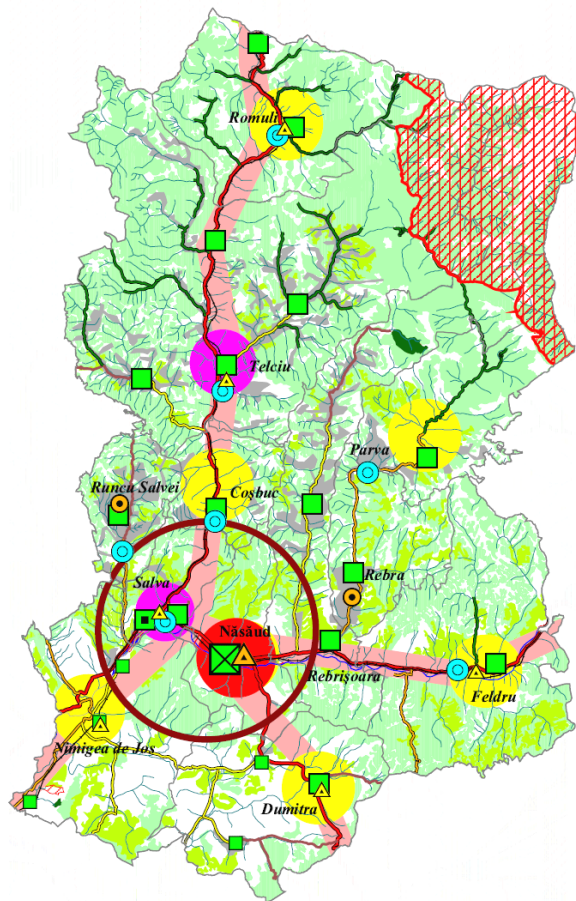 Romuli
Telciu
Parva
Runcu Salvei
Coşbuc
Rebra
Salva
Năsăud
Rebrişoara
Feldru
Nimigea de Jos
Dumitra